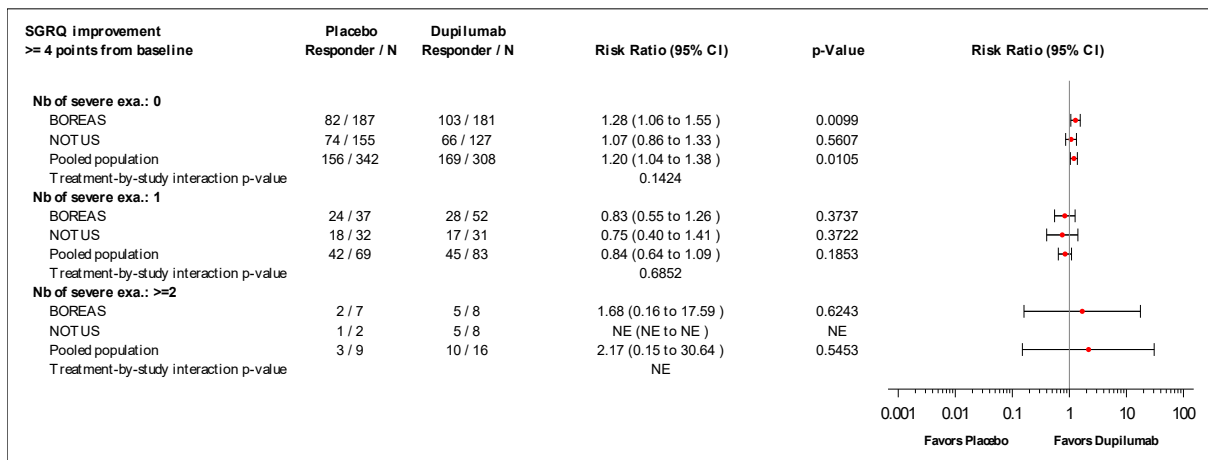 SGRQ improvement Placebo Dupilumab
>= 4 points from baseline Responder / N Responder / N Risk Ratio (95% CI) p-Value Risk Ratio (95% CI)
Nb of severe exa.: 0
BOREAS 82 / 187 103 / 181 1.28 (1.06 to 1.55 ) 0.0099
NOTUS 74 / 155 66 / 127 1.07 (0.86 to 1.33 ) 0.5607
Pooled population 156 / 342 169 / 308 1.20 (1.04 to 1.38 ) 0.0105
Treatment-by-study interaction p-value 0.1424
Nb of severe exa.: 1
BOREAS 24 / 37 28 / 52 0.83 (0.55 to 1.26 ) 0.3737
NOTUS 18 / 32 17 / 31 0.75 (0.40 to 1.41 ) 0.3722
Pooled population 42 / 69 45 / 83 0.84 (0.64 to 1.09 ) 0.1853
Treatment-by-study interaction p-value 0.6852
Nb of severe exa.: >=2
BOREAS 2 / 7 5 / 8 1.68 (0.16 to 17.59 ) 0.6243
NOTUS 1 / 2 5 / 8 NE (NE to NE ) NE
Pooled population 3 / 9 10 / 16 2.17 (0.15 to 30.64 ) 0.5453
Treatment-by-study interaction p-value NE
0.001 0.01 0.1 1 10 100
Favors Placebo Favors Dupilumab